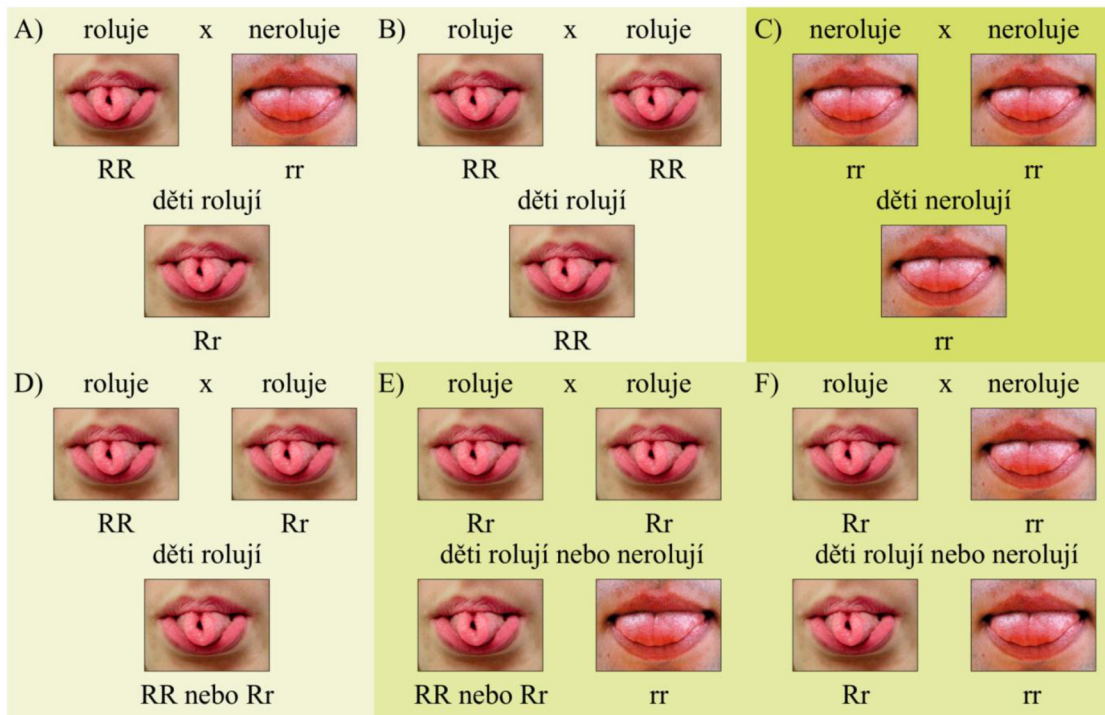 A) roluje x neroluje
RR rr
děti rolují
Rr
B) roluje x roluje
RR RR
děti rolují
RR
C) neroluje x neroluje
rr rr
děti nerolují
rr
D) roluje x roluje
RR Rr
děti rolují
RR nebo Rr
E) roluje x roluje
Rr Rr
děti rolují nebo nerolují
RR nebo Rr rr
F) roluje x neroluje
Rr rr
děti rolují nebo nerolují
Rr rr